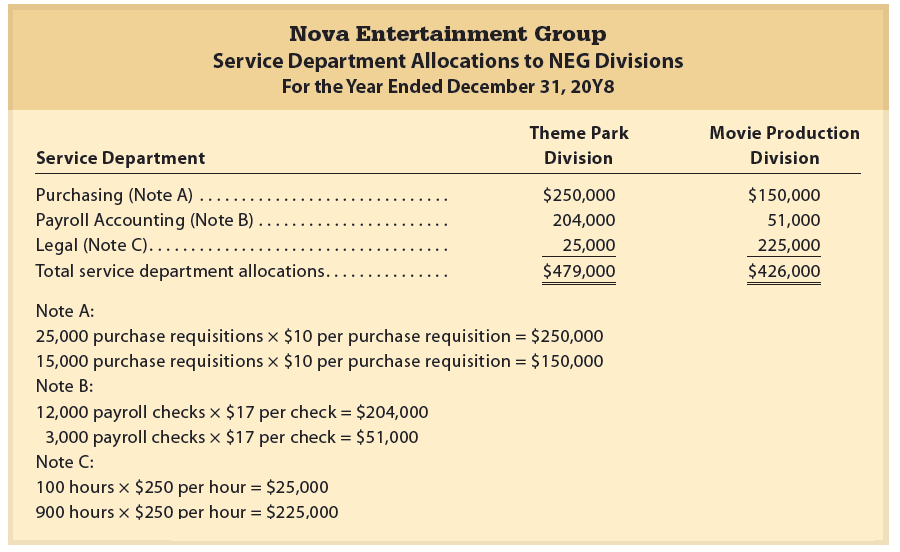 Nova Entertainment Group
Service Department Allocations to NEG Divisions
For the Year Ended December 31, 20Y8
Theme Park Movie Production
Service Department Division Division
Purchasing (Note A) .............................. $250,000 $150,000
Payroll Accounting (Note B) ....................... 204,000 51,000
Legal (Note C).................................... 25,000 225,000
Total service department allocations............... $479,000 $426,000
Note A:
25,000 purchase requisitions × $10 per purchase requisition = $250,000
15,000 purchase requisitions × $10 per purchase requisition = $150,000
Note B:
12,000 payroll checks × $17 per check = $204,000
3,000 payroll checks × $17 per check = $51,000
Note C:
100 hours × $250 per hour = $25,000
900 hours × $250 per hour = $225,000